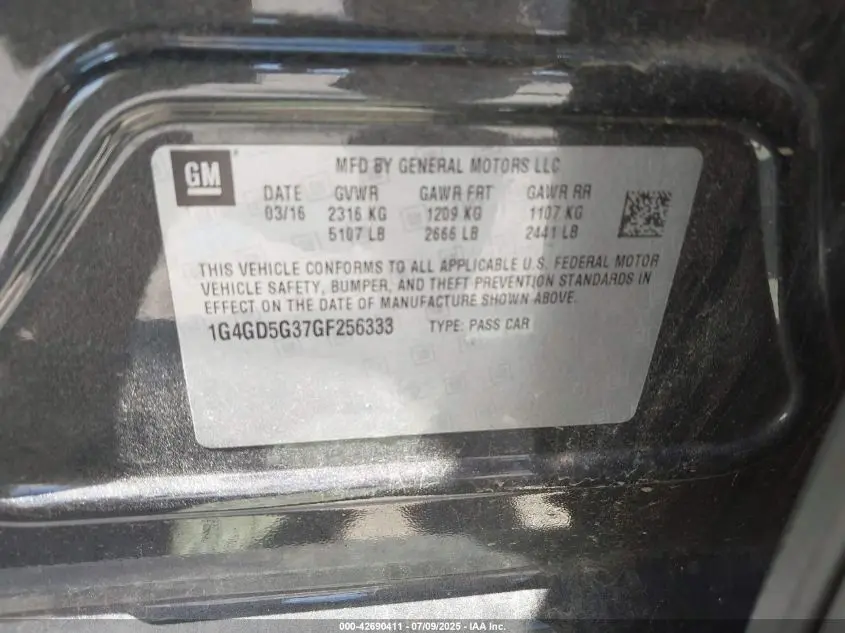 GM
MFD BY GENERAL MOTORS LLC
DATE GVWR GAWR FRT GAWR RR
03/16 2316 KG 1209 KG 1107 KG
5107 LB 2666 LB 2441 LB
THIS VEHICLE CONFORMS TO ALL APPLICABLE U.S. FEDERAL MOTOR
VEHICLE SAFETY, BUMPER, AND THEFT PREVENTION STANDARDS IN
EFFECT ON THE DATE OF MANUFACTURE SHOWN ABOVE.
1G4GD5G37GF256333 TYPE: PASS CAR
000-42690411 - 07/09/2025 - IAA Inc.